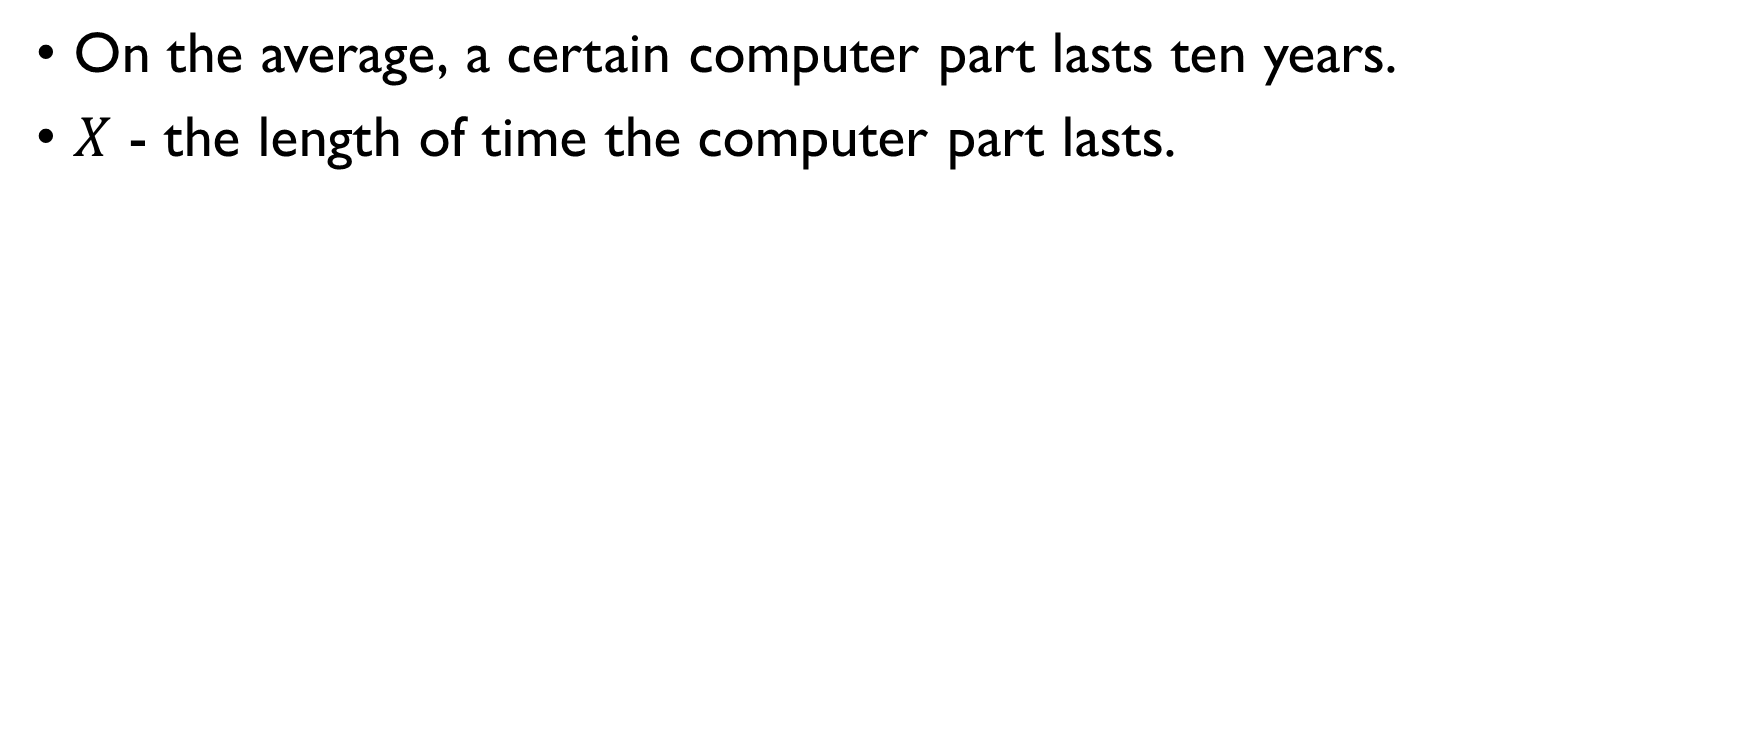 • On the average, a certain computer part lasts ten years.
• X - the length of time the computer part lasts.